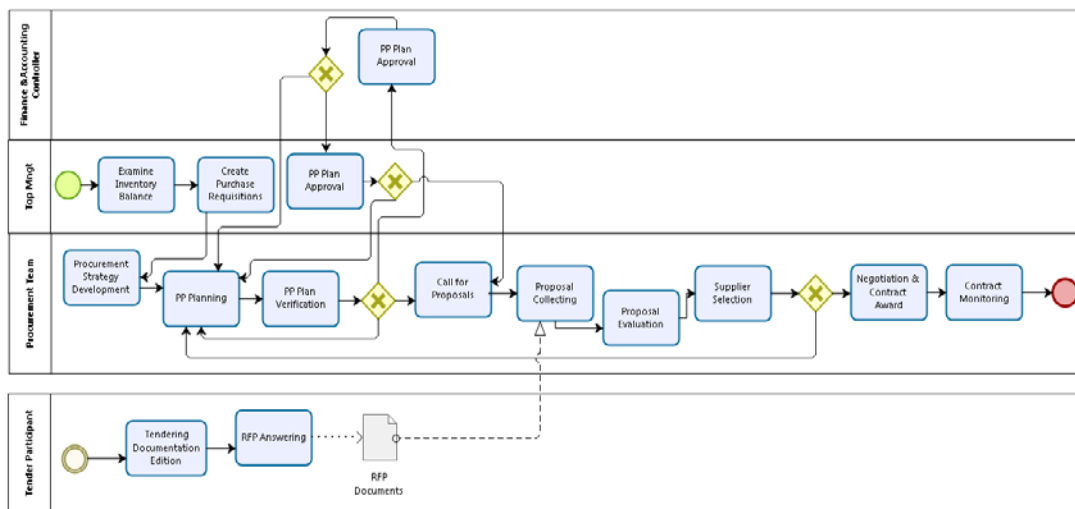 Finance &Accounting
Controller
PP Plan
Approval
Top Mngt
Examine
Inventory
Balance
Create
Purchase
Requisitions
PP Plan
Approval
Procurement Team
Procurement
Strategy
Development
PP Planning
PP Plan
Verification
Call for
Proposals
Proposal
Collecting
Proposal
Evaluation
Supplier
Selection
Negotiation &
Contract
Award
Contract
Monitoring
Tender Participant
Tendering
Documentation
Edition
RFP Answering
RFP
Documents